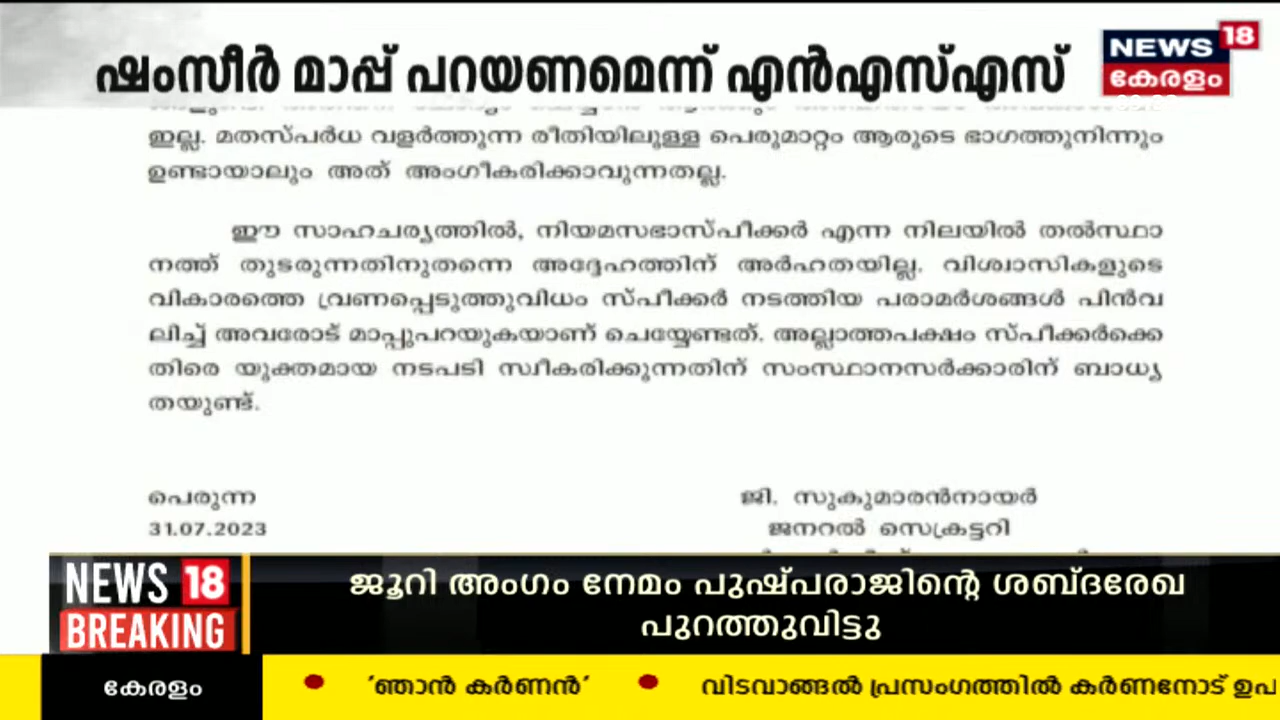 ഷംസീർ മാപ്പ് പറയണമെന്ന് എൻഎസ്എസ്
NEWS 18
കേരളം
ഇല്ല. മതസ്പർധ വളർത്തുന്ന രീതിയിലുള്ള പെരുമാറ്റം ആരുടെ ഭാഗത്തുനിന്നും
ഉണ്ടായാലും അത് അംഗീകരിക്കാവുന്നതല്ല.
ഈ സാഹചര്യത്തിൽ, നിയമസഭാസ്പീക്കർ എന്ന നിലയിൽ തൽസ്ഥാ
നത്ത് തുടരുന്നതിനുതന്നെ അദ്ദേഹത്തിന് അർഹതയില്ല. വിശ്വാസികളുടെ
വികാരത്തെ വ്രണപ്പെടുത്തുവിധം സ്പീക്കർ നടത്തിയ പരാമർശങ്ങൾ പിൻവ
ലിച്ച് അവരോട് മാപ്പുപറയുകയാണ് ചെയ്യേണ്ടത്. അല്ലാത്തപക്ഷം സ്പീക്കർക്കെ
തിരെ യുക്തമായ നടപടി സ്വീകരിക്കുന്നതിന് സംസ്ഥാനസർക്കാരിന് ബാധ്യ
തയുണ്ട്.
പെരുന്ന
31.07.2023
ജി. സുകുമാരൻനായർ
ജനറൽ സെക്രട്ടറി
NEWS 18
BREAKING
ജൂറി അംഗം നേമം പുഷ്പരാജിന്റെ ശബ്ദരേഖ
പുറത്തുവിട്ടു
കേരളം
'ഞാൻ കർണൻ'
വിടവാങ്ങൽ പ്രസംഗത്തിൽ കർണനോട് ഉപ